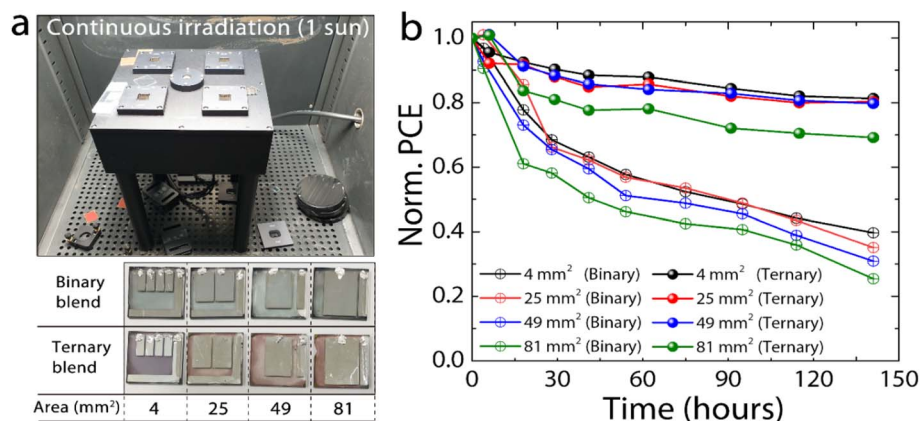 a
Continuous irradiation (1 sun)
Binary
blend
Ternary
blend
Area (mm²) 4 25 49 81
b
Norm. PCE
1.0
0.8
0.6
0.4
0.2
0.0
4 mm² (Binary) 4 mm² (Ternary)
25 mm² (Binary) 25 mm² (Ternary)
49 mm² (Binary) 49 mm² (Ternary)
81 mm² (Binary) 81 mm² (Ternary)
0 30 60 90 120 150
Time (hours)